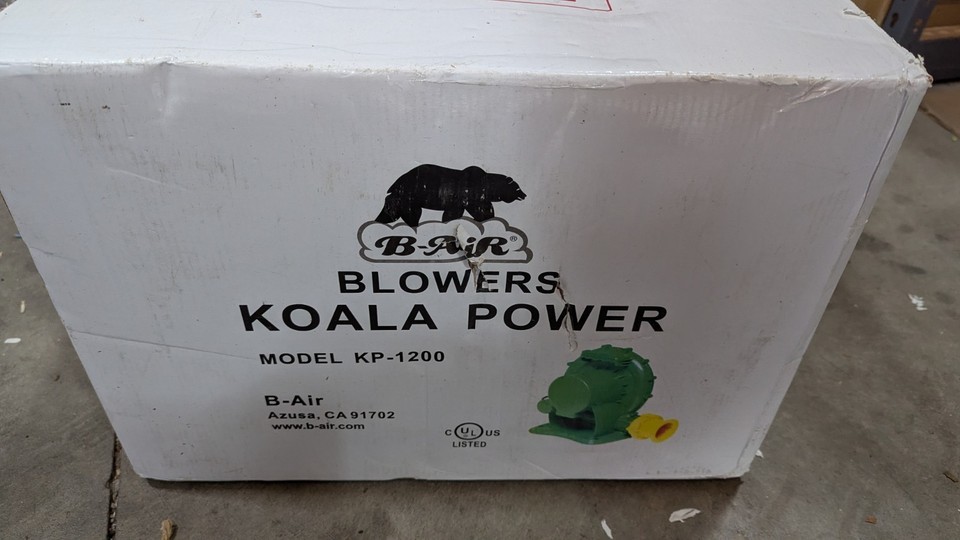 B-AiR®
BLOWERS
KOALA POWER
MODEL KP-1200
B-Air
Azusa, CA 91702
www.b-air.com
C UL US
LISTED